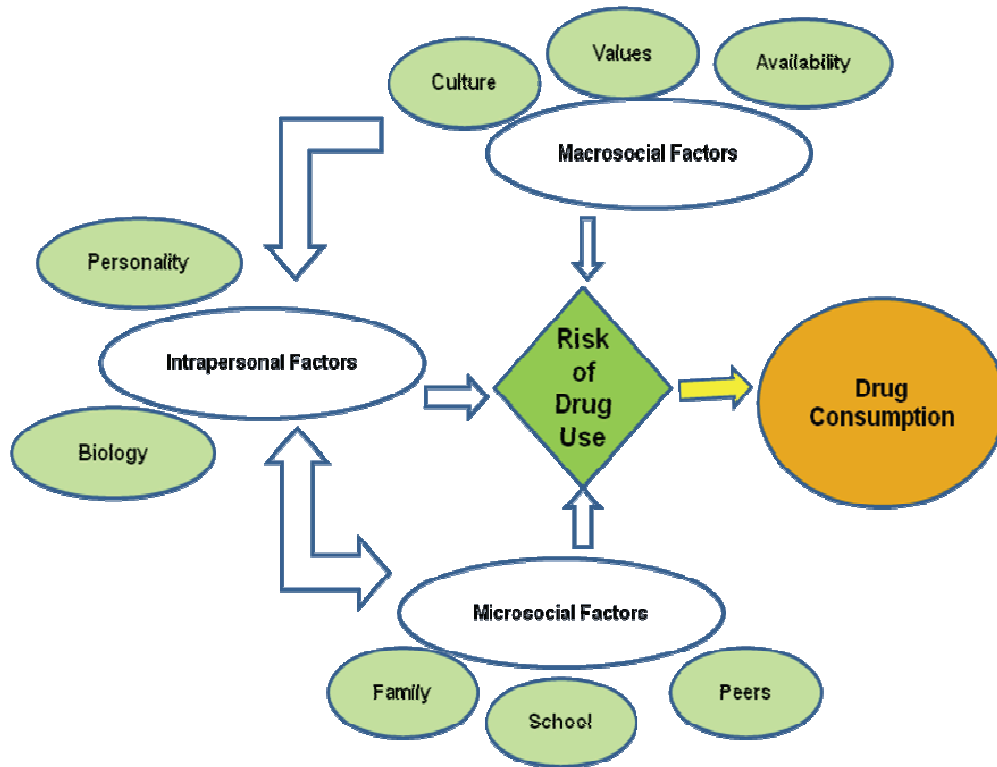 Values
Availability
Culture
Macrosocial Factors
Personality
Intrapersonal Factors
Biology
Risk
of
Drug
Use
Drug
Consumption
Microsocial Factors
Family
School
Peers